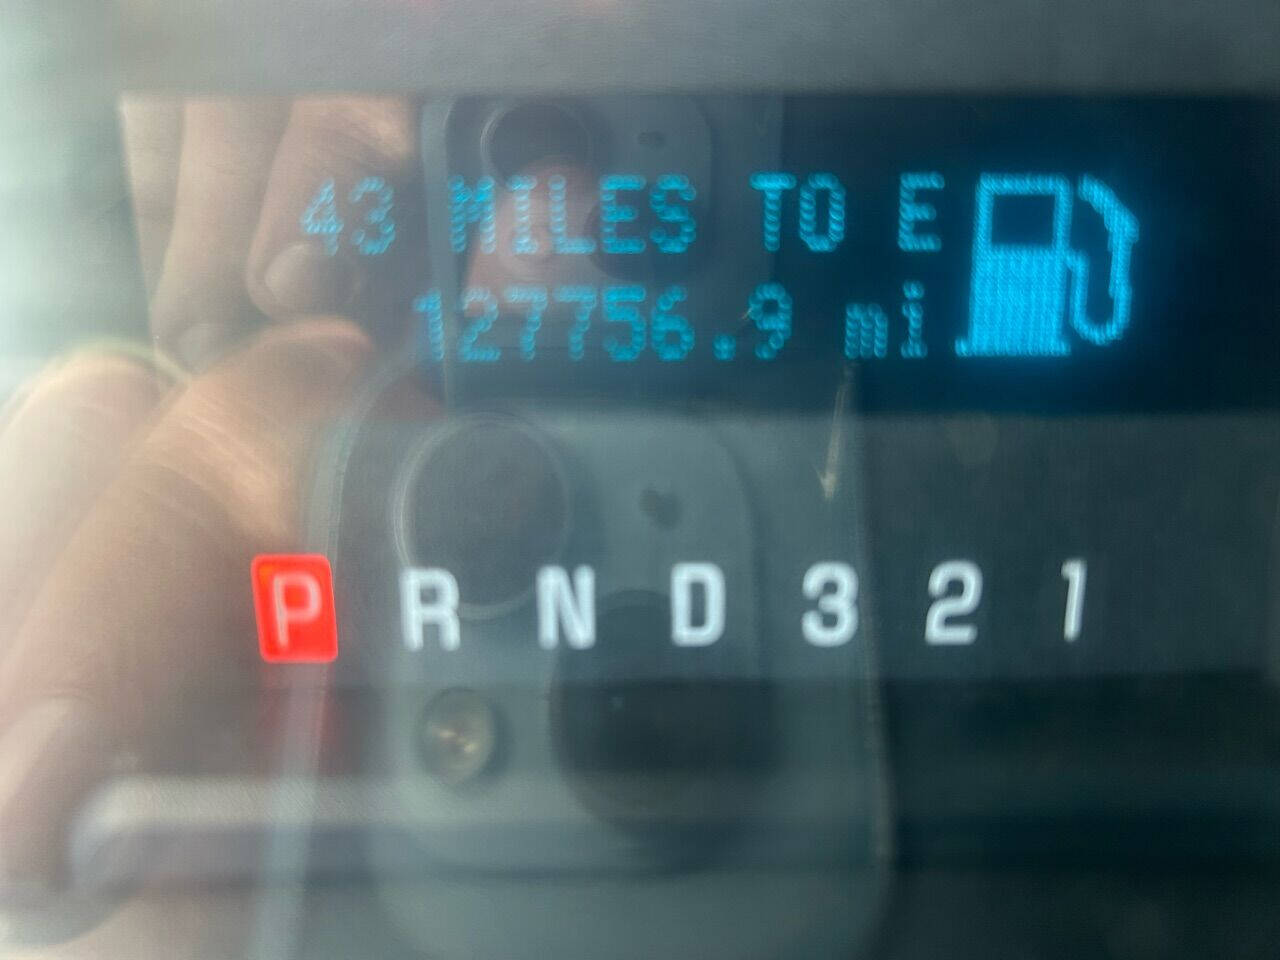 43 MILES TO E
127756.9 mi
P R N D 3 2 1